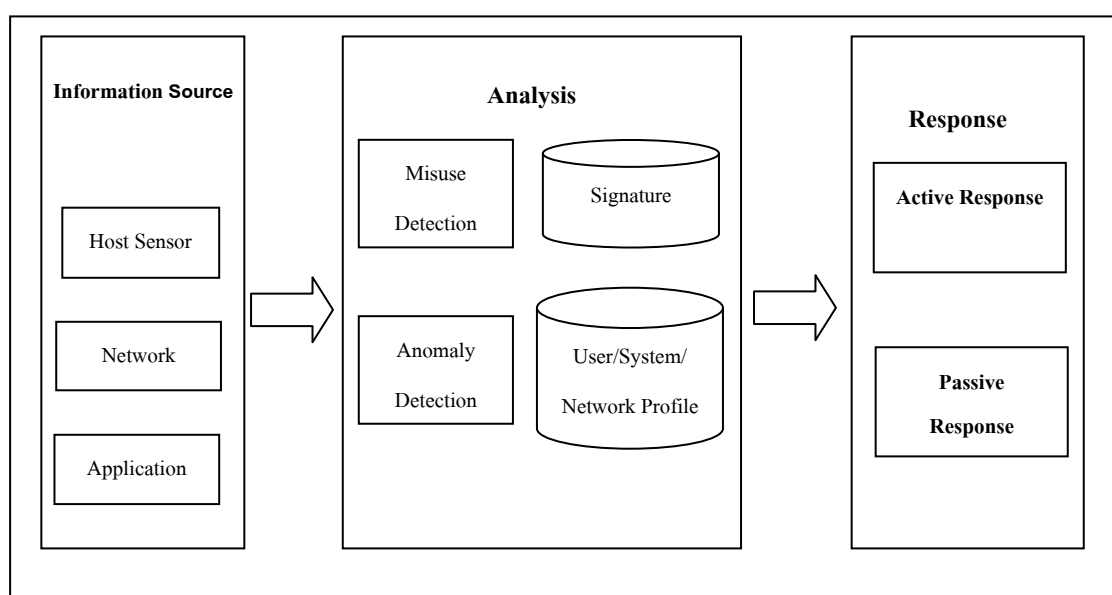 Information Source
Host Sensor
Network
Application
Analysis
Misuse
Detection
Signature
Anomaly
Detection
User/System/
Network Profile
Response
Active Response
Passive
Response